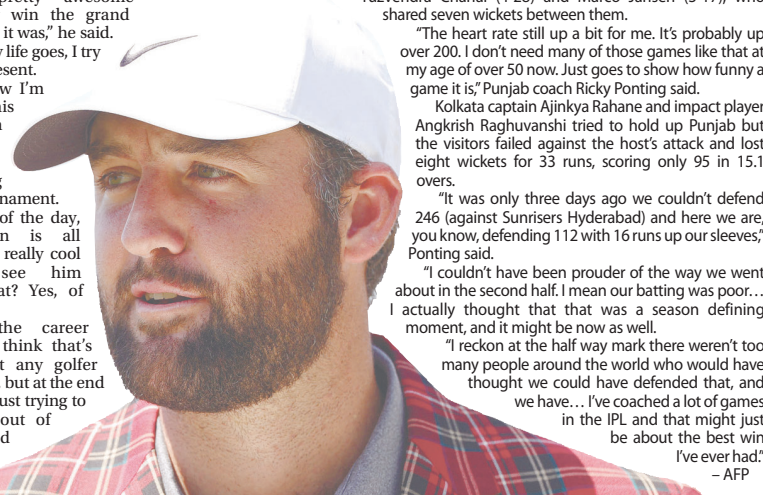 pretty awesome
win the grand
it was,” he said.
life goes, I try
I’m
nament.
of the day,
is all
really cool
see him
at? Yes, of
the career
think that’s
any golfer
but at the end
ust trying to
out of
shared seven wickets between them.
“The heart rate still up a bit for me. It’s probably up
over 200. I don’t need many of those games like that at
my age of over 50 now. Just goes to show how funny a
game it is,” Punjab coach Ricky Ponting said.
Kolkata captain Ajinkya Rahane and impact player
Angkrish Raghuvanshi tried to hold up Punjab but
the visitors failed against the host’s attack and lost
eight wickets for 33 runs, scoring only 95 in 15.1
overs.
“It was only three days ago we couldn’t defend
246 (against Sunrisers Hyderabad) and here we are,
you know, defending 112 with 16 runs up our sleeves,”
Ponting said.
“I couldn’t have been prouder of the way we went
about in the second half. I mean our batting was poor…
I actually thought that that was a season defining
moment, and it might be now as well.
“I reckon at the half way mark there weren’t too
many people around the world who would have
thought we could have defended that, and
we have… I’ve coached a lot of games
in the IPL and that might just
be about the best win
I’ve ever had.”
– AFP